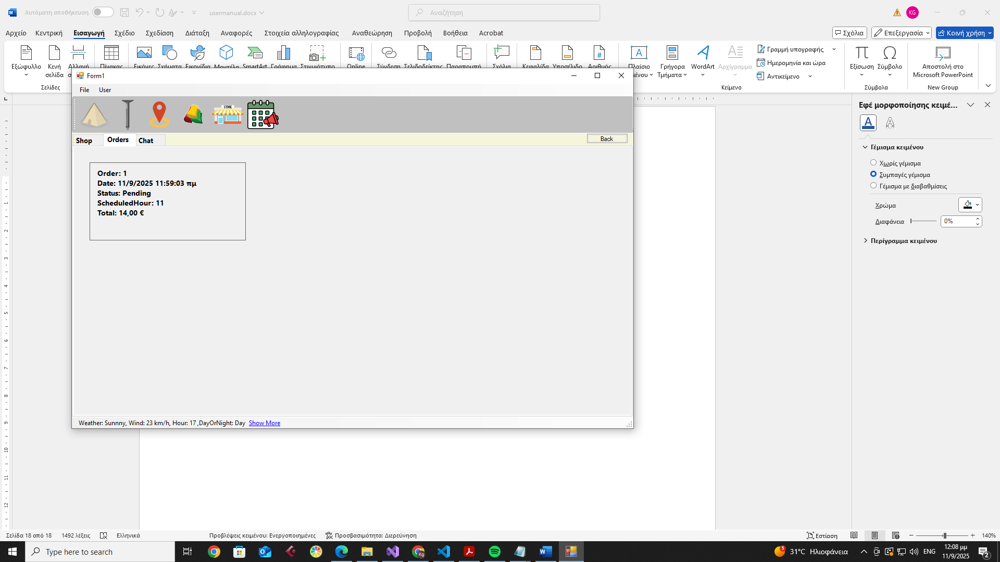 Αυτόματη αποθήκευση
usermanual.docx
Αναζήτηση
KG
Αρχείο Κεντρική Εισαγωγή Σχέδιο Σχεδίαση Διάταξη Αναφορές Στοιχεία αλληλογραφίας Αναθεώρηση Προβολή Βοήθεια Acrobat
Σχόλια Επεξεργασία Κοινή χρήση
Εξώφυλλο Κενή σελίδα Αλλαγή
Πίνακας Εικόνες Σχήματα Εικονίδια Μοντέλα SmartArt Γράφημα Στιγμιότυπο Online Σύνδεση Σελιδοδείκτης Παραπομπή Σχόλια Κεφαλίδα Υποσέλιδο Αριθμός
Πλαίσιο
Γρήγορα Τμήματα
WordArt
Αρχίγραμμα
Γραμμή υπογραφής
Ημερομηνία και ώρα
Αντικείμενο
Εξίσωση Σύμβολο
Αποστολή στο Microsoft PowerPoint
Σελίδες Κείμενο Σύμβολα New Group
Form1
File User
STORE
Shop Orders Chat Back
Order: 1
Date: 11/9/2025 11:59:03 πμ
Status: Pending
ScheduledHour: 11
Total: 14,00 €
Weather: Sunnny, Wind: 23 km/h, Hour: 17 ,DayOrNight: Day Show More
Εφέ μορφοποίησης κειμέ...
Γέμισμα κειμένου
Χωρίς γέμισμα
Συμπαγές γέμισμα
Γέμισμα με διαβαθμίσεις
Χρώμα
Διαφάνεια 0%
Περίγραμμα κειμένου
Σελίδα 18 από 18 1492 λέξεις Ελληνικά Προβλέψεις κειμένου: Ενεργοποιημένες Προσβασιμότητα: Διερεύνηση Εστίαση 140%
Type here to search
31°C Ηλιοφάνεια ENG
12:08 μμ
11/9/2025
2